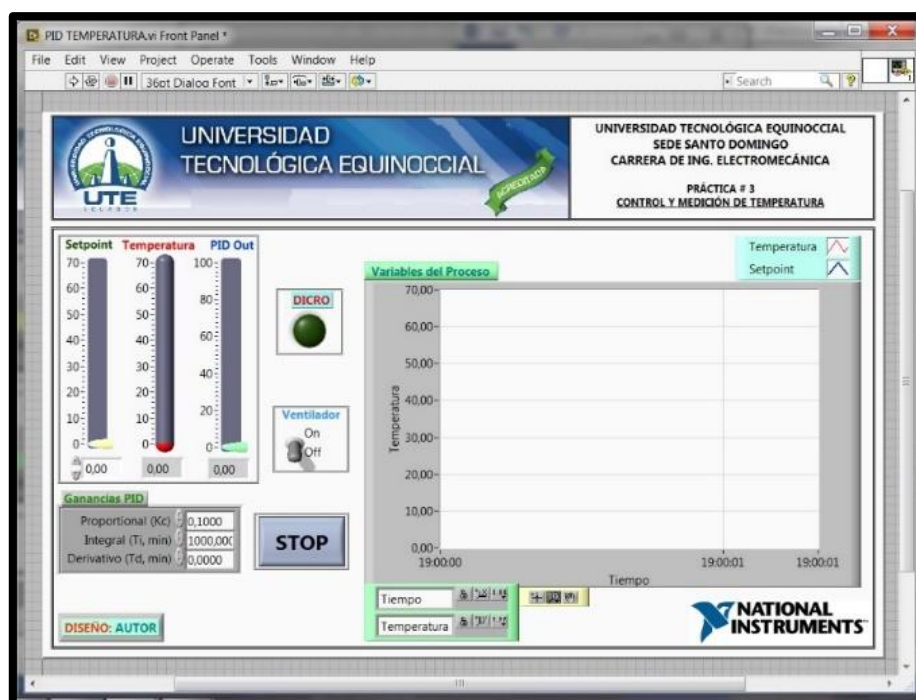 PID TEMPERATURA.vi Front Panel *
File Edit View Project Operate Tools Window Help
36pt Dialog Font
Search
UNIVERSIDAD
TECNOLÓGICA EQUINOCCIAL
UTE
ECUADOR
ACREDITADA
UNIVERSIDAD TECNOLÓGICA EQUINOCCIAL
SEDE SANTO DOMINGO
CARRERA DE ING. ELECTROMECÁNICA
PRÁCTICA # 3
CONTROL Y MEDICIÓN DE TEMPERATURA
Setpoint Temperatura PID Out
70 70 100
60 60
80
50 50
60
40 40
30 30
40
20 20
20
10 10
0 0 0
0,00 0,00 0,00
DICRO
Ventilador
On
Off
Ganancias PID
Proportional (Kc) 0,1000
Integral (Ti, min) 1000,00
Derivativo (Td, min) 0,0000
STOP
DISEÑO: AUTOR
Temperatura
Setpoint
Variables del Proceso
70,00
60,00
50,00
40,00
30,00
20,00
10,00
0,00
Temperatura
19:00:00 19:00:01 19:00:01
Tiempo
Tiempo
Temperatura
NATIONAL
INSTRUMENTS